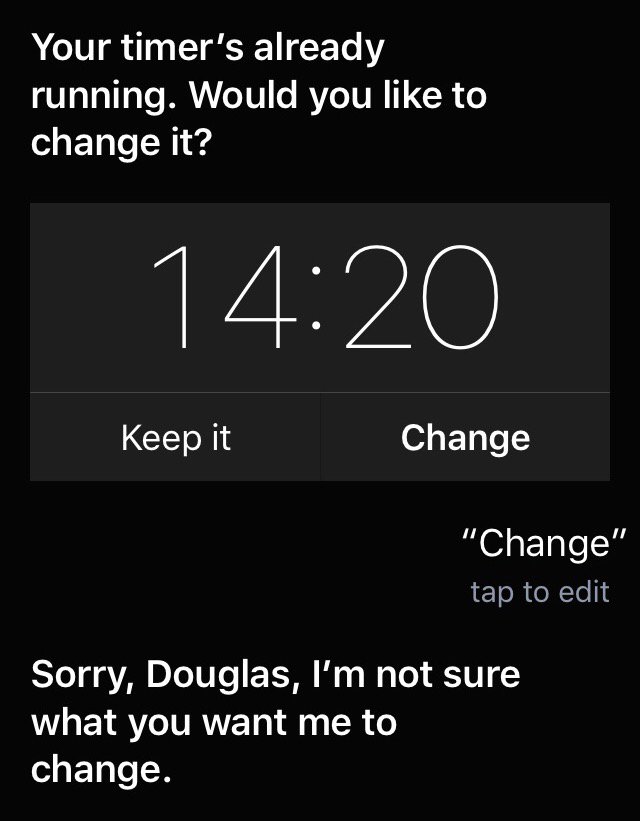 Your timer’s already
running. Would you like to
change it?
14:20
Keep it Change
“Change”
tap to edit
Sorry, Douglas, I’m not sure
what you want me to
change.